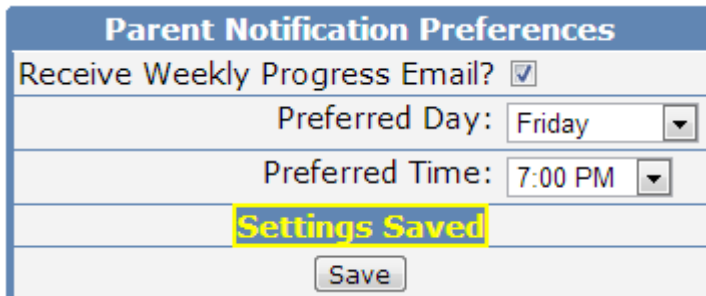 Parent Notification Preferences
Receive Weekly Progress Email?
Preferred Day: Friday
Preferred Time: 7:00 PM
Settings Saved
Save